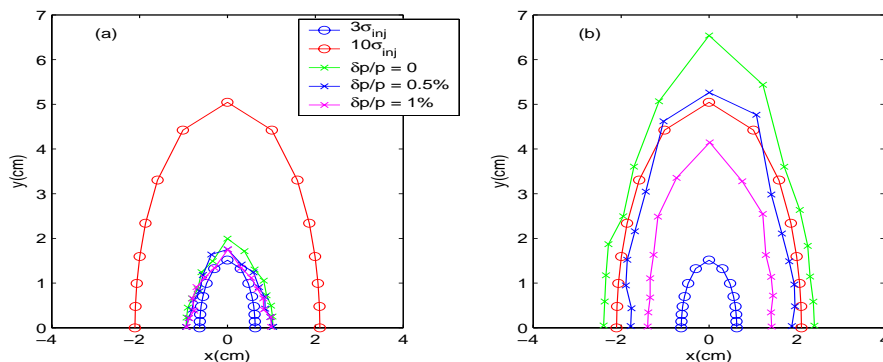 (a)
7
6
5
4
3
2
1
0
y(cm)
−4
−2
0
2
4
x(cm)
3σinj
10σinj
δp/p = 0
δp/p = 0.5%
δp/p = 1%
(b)
7
6
5
4
3
2
1
0
y(cm)
−4
−2
0
2
4
x(cm)